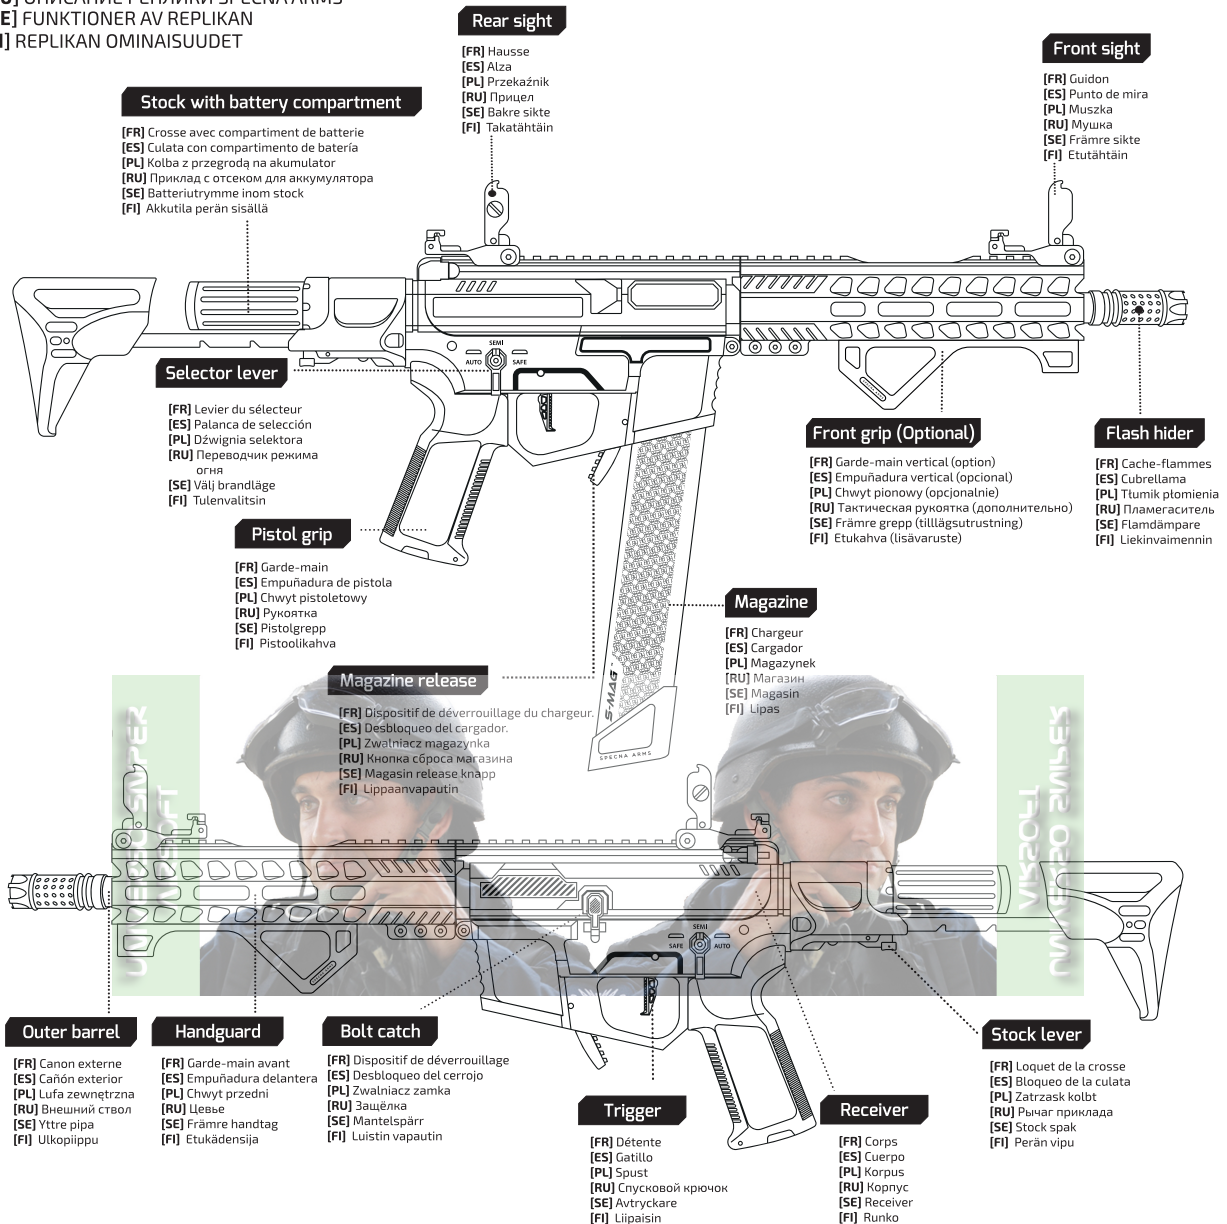 ] ОПИСАНИЕ РЕПЛИКИ SPECNA ARMS
E] FUNKTIONER AV REPLIKAN
I] REPLIKAN OMINAISUUDET
Rear sight
[FR] Hausse
[ES] Alza
[PL] Przekaźnik
[RU] Прицел
[SE] Bakre sikte
[FI] Takatähtäin
Front sight
[FR] Guidon
[ES] Punto de mira
[PL] Muszka
[RU] Мушка
[SE] Främre sikte
[FI] Etutähtäin
Stock with battery compartment
[FR] Crosse avec compartiment de batterie
[ES] Culata con compartimento de batería
[PL] Kolba z przegrodą na akumulator
[RU] Приклад с отсеком для аккумулятора
[SE] Batteriutrymme inom stock
[FI] Akkutila perän sisällä
SEMI
AUTO SAFE
Selector lever
[FR] Levier du sélecteur
[ES] Palanca de selección
[PL] Dźwignia selektora
[RU] Переводчик режима
огня
[SE] Välj brandläge
[FI] Tulenvalitsin
Front grip (Optional)
[FR] Garde-main vertical (option)
[ES] Empuñadura vertical (opcional)
[PL] Chwyt pionowy (opcjonalnie)
[RU] Тактическая рукоятка (дополнительно)
[SE] Främre grepp (tilllägsutrustning)
[FI] Etukahva (lisävaruste)
Flash hider
[FR] Cache-flammes
[ES] Cubrellama
[PL] Tłumik płomienia
[RU] Пламегаситель
[SE] Flamdämpare
[FI] Liekinvaimennin
Pistol grip
[FR] Garde-main
[ES] Empuñadura de pistola
[PL] Chwyt pistoletowy
[RU] Рукоятка
[SE] Pistolgrepp
[FI] Pistoolikahva
Magazine
[FR] Chargeur
[ES] Cargador
[PL] Magazynek
[RU] Магазин
[SE] Magasin
[FI] Lipas
Magazine release
[FR] Dispositif de déverrouillage du chargeur.
[ES] Desbloqueo del cargador.
[PL] Zwalniacz magazynka
[RU] Кнопка сброса магазина
[SE] Magasin release knapp
[FI] Lippaanvapautin
S-MAG
SPECNA ARMS
SEMI
SAFE AUTO
Outer barrel
[FR] Canon externe
[ES] Cañón exterior
[PL] Lufa zewnętrzna
[RU] Внешний ствол
[SE] Yttre pipa
[FI] Ulkopiippu
Handguard
[FR] Garde-main avant
[ES] Empuñadura delantera
[PL] Chwyt przedni
[RU] Цевье
[SE] Främre handtag
[FI] Etukädensija
Bolt catch
[FR] Dispositif de déverrouillage
[ES] Desbloqueo del cerrojo
[PL] Zwalniacz zamka
[RU] Защёлка
[SE] Mantelspärr
[FI] Luistin vapautin
Trigger
[FR] Détente
[ES] Gatillo
[PL] Spust
[RU] Спусковой крючок
[SE] Avtryckare
[FI] Liipaisin
Receiver
[FR] Corps
[ES] Cuerpo
[PL] Korpus
[RU] Корпус
[SE] Receiver
[FI] Runko
Stock lever
[FR] Loquet de la crosse
[ES] Bloqueo de la culata
[PL] Zatrzask kolbt
[RU] Рычаг приклада
[SE] Stock spak
[FI] Perän vipu